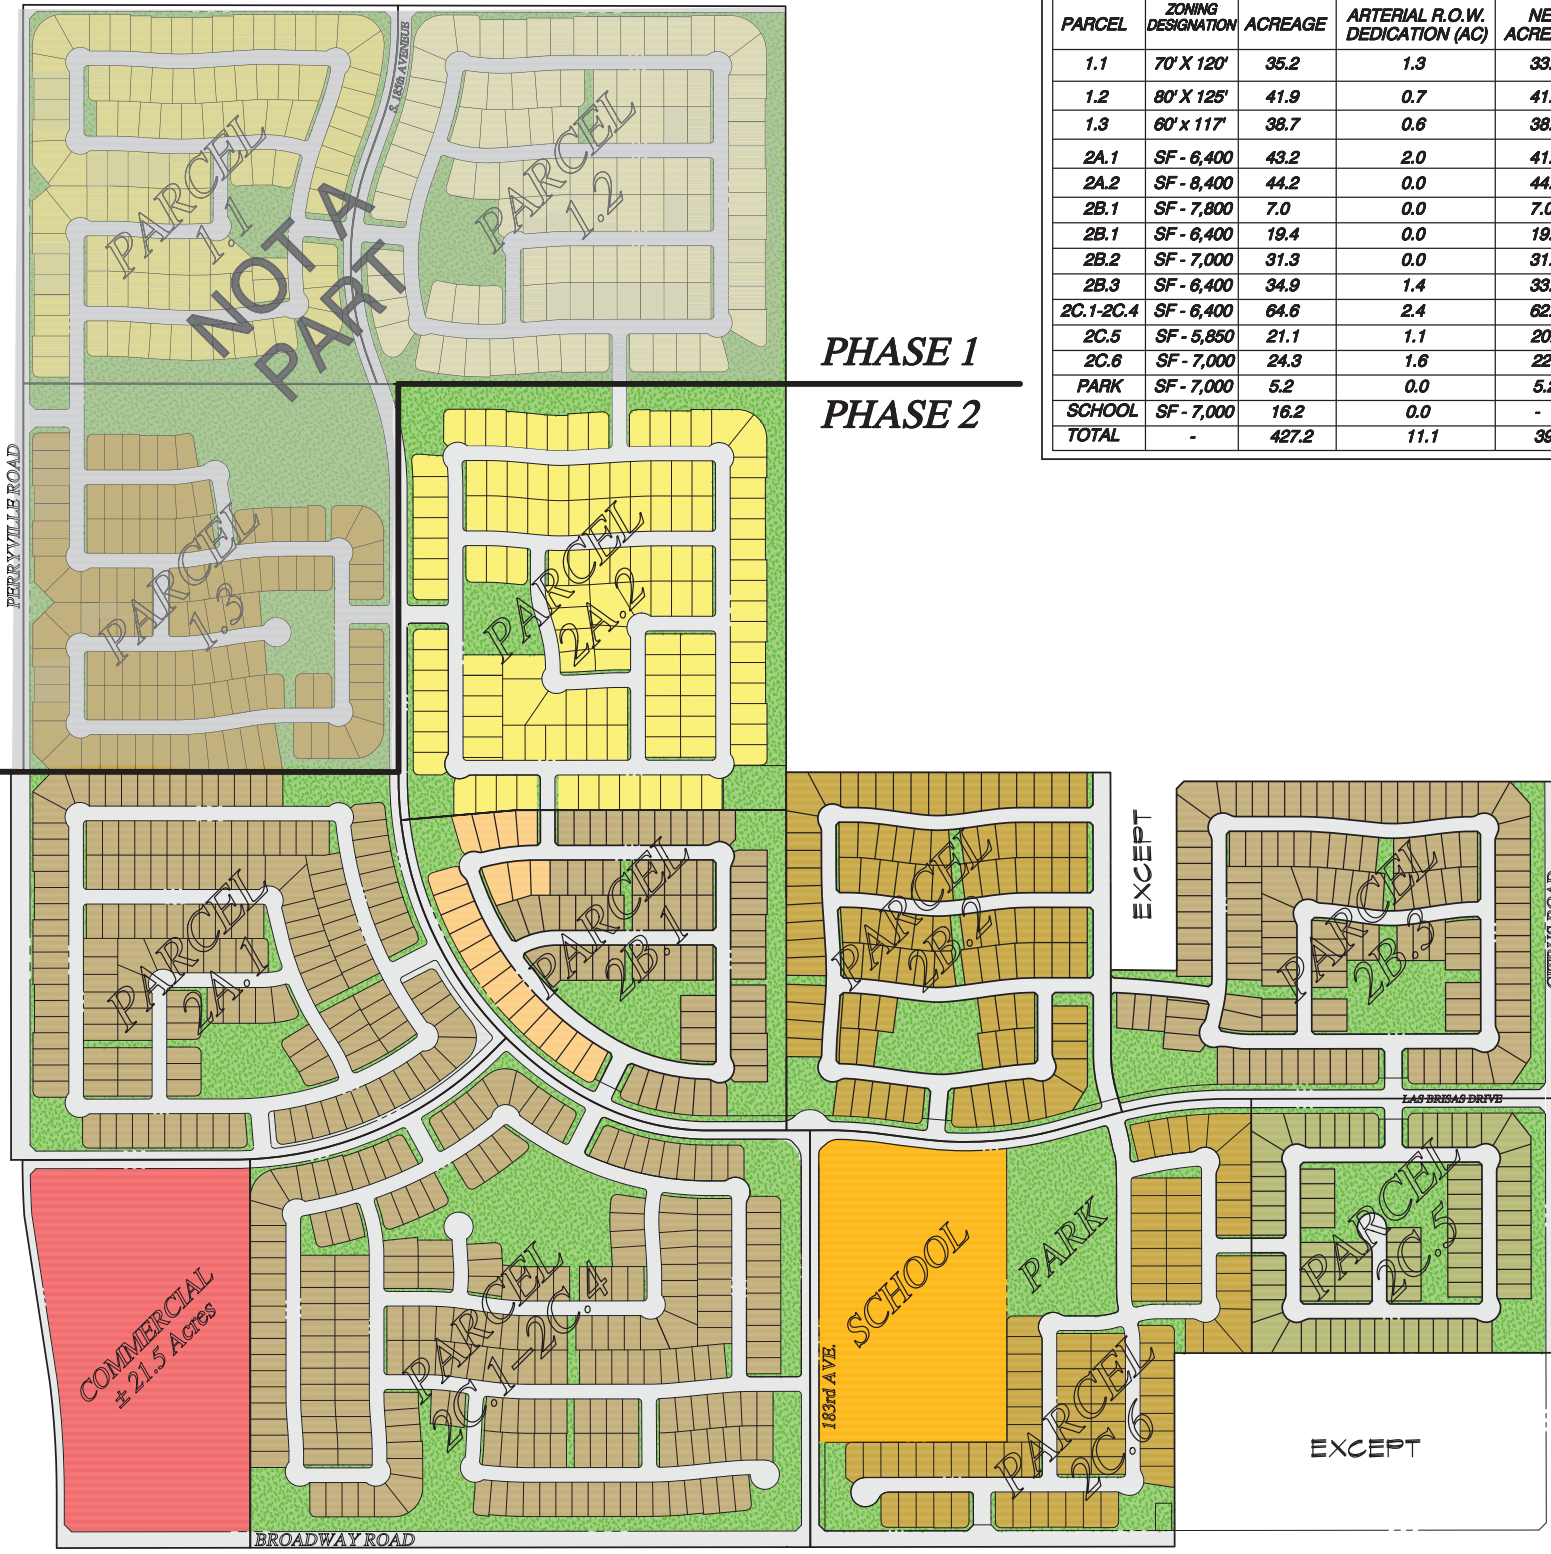 PARCEL ZONING DESIGNATION ACREAGE ARTERIAL R.O.W. DEDICATION (AC)
1.1 70' X 120' 35.2 1.3
1.2 80' X 125' 41.9 0.7
1.3 60' x 117' 38.7 0.6
2A.1 SF - 6,400 43.2 2.0
2A.2 SF - 8,400 44.2 0.0
2B.1 SF - 7,800 7.0 0.0
2B.1 SF - 6,400 19.4 0.0
2B.2 SF - 7,000 31.3 0.0
2B.3 SF - 6,400 34.9 1.4
2C.1-2C.4 SF - 6,400 64.6 2.4
2C.5 SF - 5,850 21.1 1.1
2C.6 SF - 7,000 24.3 1.6
PARK SF - 7,000 5.2 0.0
SCHOOL SF - 7,000 16.2 0.0 -
TOTAL - 427.2 11.1
S. 185th AVENEUE
PARCEL
1.1
PARCEL
1.2
NOT A
PART
PHASE 1
PHASE 2
PERRYVILLE ROAD
PARCEL
1.3
PARCEL
2A.2
PARCEL
2A.1
PARCEL
2B.1
PARCEL
2B.2
EXCEPT
PARCEL
2B.3
LAS BRISAS DRIVE
COMMERCIAL
± 21.5 Acres
PARCEL
2C.1-2C.4
SCHOOL
PARK
PARCEL
2C.5
183rd AVE.
PARCEL
2C.6
EXCEPT
BROADWAY ROAD